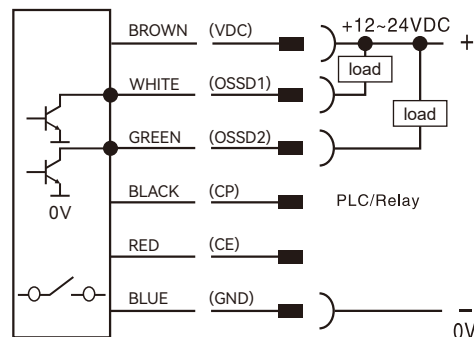 BROWN (VDC) +12~24VDC +
load
WHITE (OSSD1)
load
GREEN (OSSD2)
BLACK (CP) PLC/Relay
0V
RED (CE)
BLUE (GND) −
0V